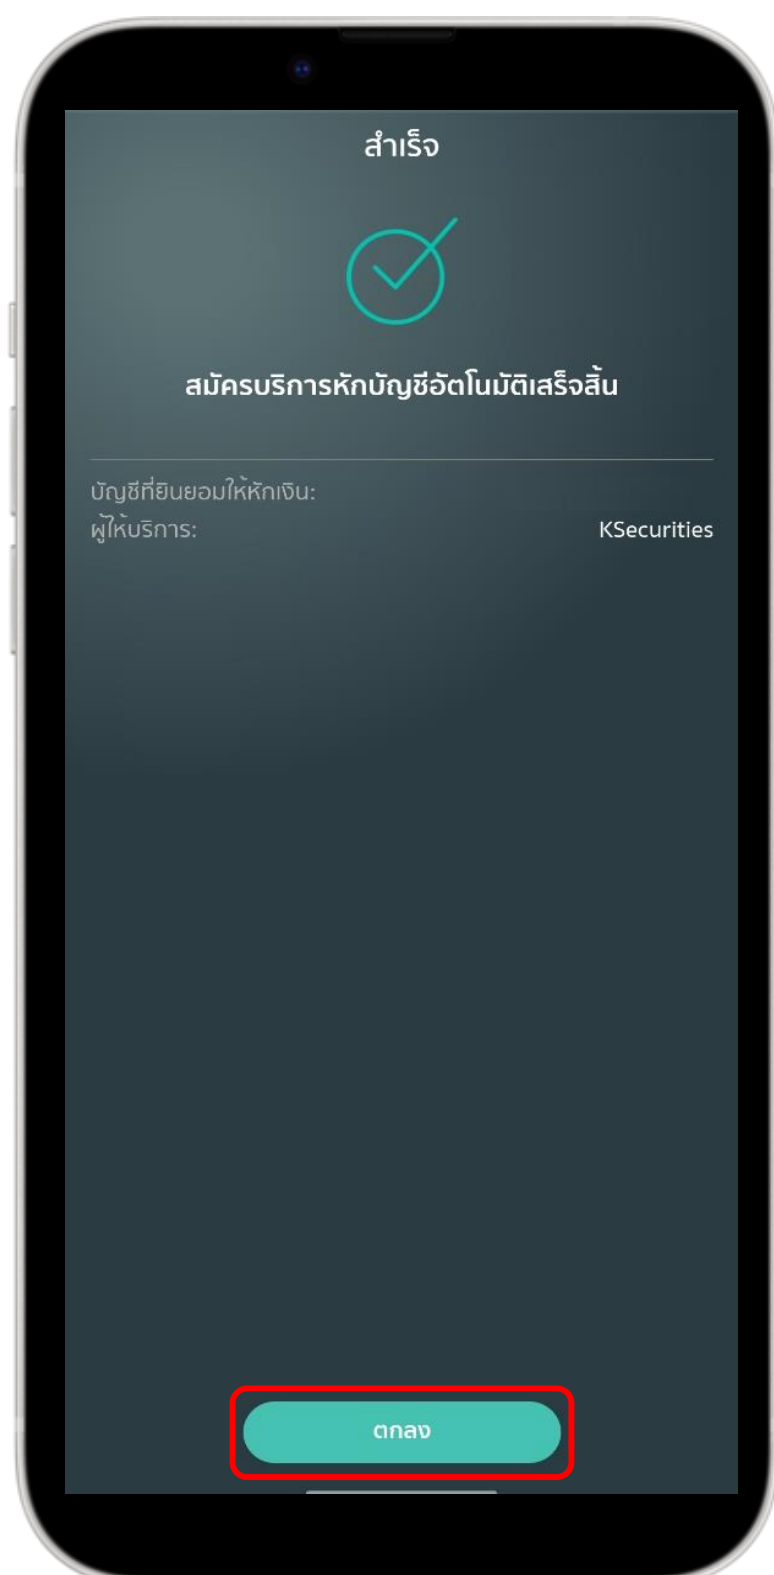 สำเร็จ
สมัครบริการหักบัญชีอัตโนมัติเสร็จสิ้น
บัญชีที่ยินยอมให้หักเงิน:
ผู้ให้บริการ: KSecurities
ตกลง